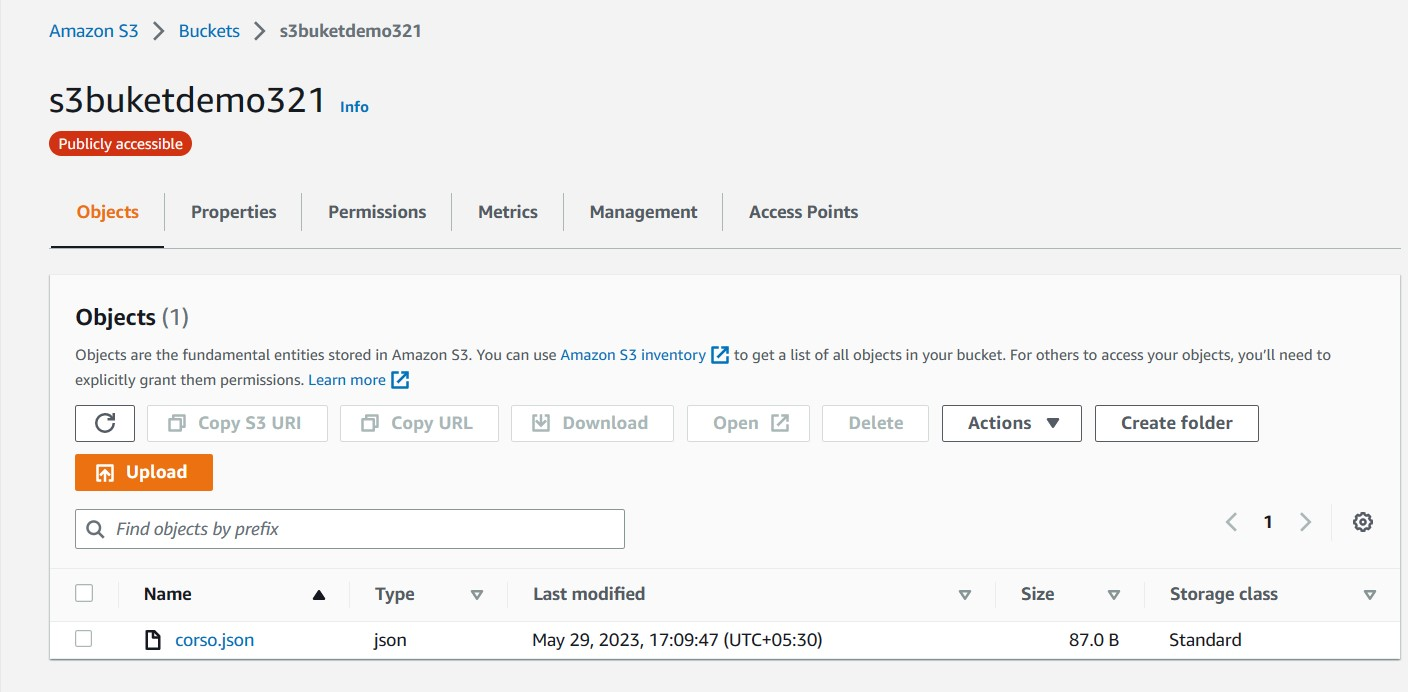 Amazon S3 > Buckets > s3buketdemo321
s3buketdemo321 Info
Publicly accessible
Objects Properties Permissions Metrics Management Access Points
Objects (1)
Objects are the fundamental entities stored in Amazon S3. You can use Amazon S3 inventory to get a list of all objects in your bucket. For others to access your objects, you'll need to
explicitly grant them permissions. Learn more
Copy S3 URI Copy URL Download Open Delete Actions Create folder
Upload
Find objects by prefix 1
Name Type Last modified Size Storage class
corso.json json May 29, 2023, 17:09:47 (UTC+05:30) 87.0 B Standard